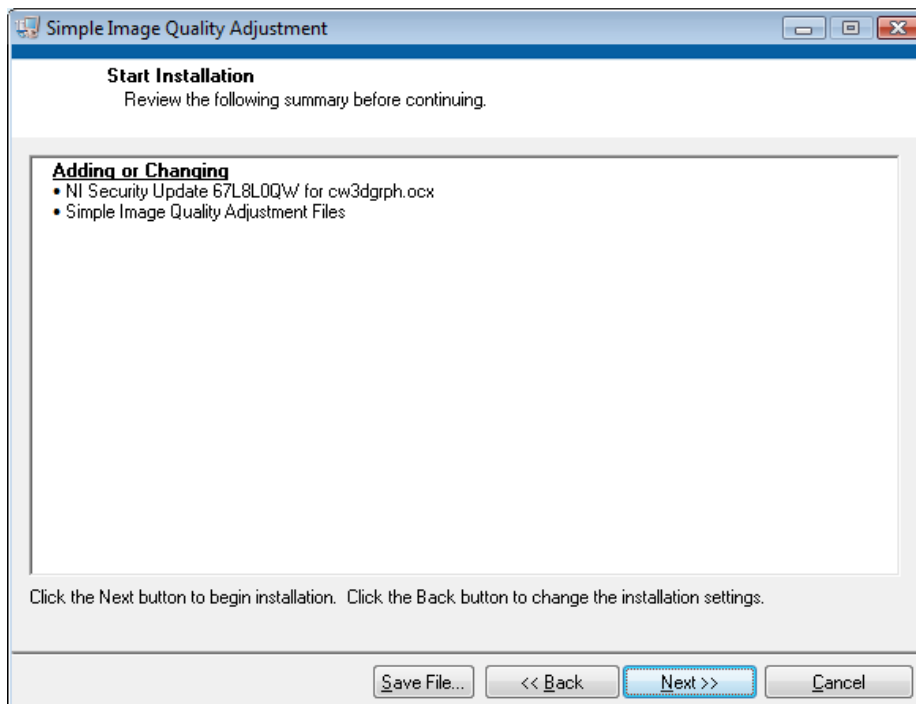 Simple Image Quality Adjustment
Start Installation
Review the following summary before continuing.
Adding or Changing
• NI Security Update 67L8L0QW for cw3dgrph.ocx
• Simple Image Quality Adjustment Files
Click the Next button to begin installation.  Click the Back button to change the installation settings.
Save File...
<< Back
Next >>
Cancel